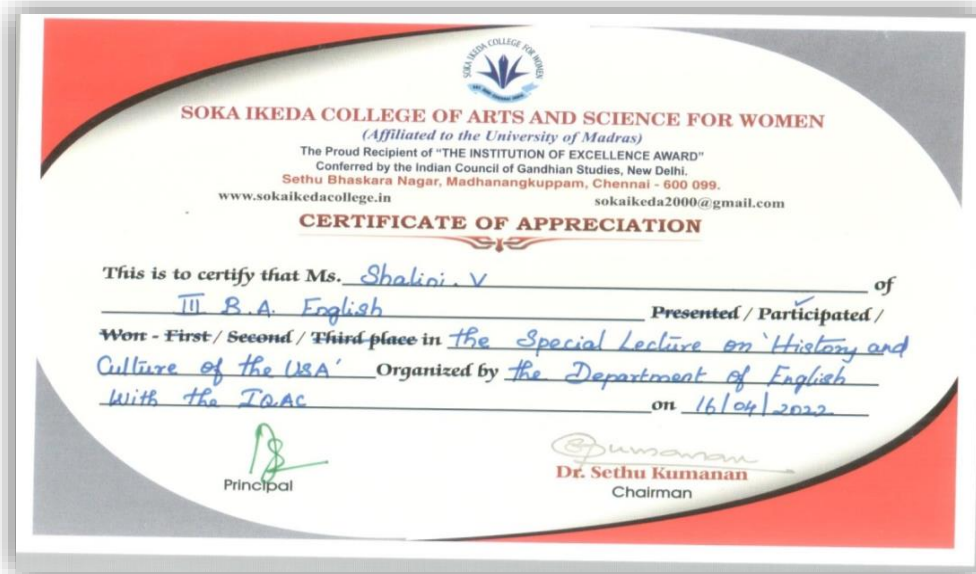 SOKA IKEDA COLLEGE FOR WOMEN
SOKA IKEDA COLLEGE OF ARTS AND SCIENCE FOR WOMEN
(Affiliated to the University of Madras)
The Proud Recipient of "THE INSTITUTION OF EXCELLENCE AWARD"
Conferred by the Indian Council of Gandhian Studies, New Delhi.
Sethu Bhaskara Nagar, Madhanangkuppam, Chennai - 600 099.
www.sokaikedacollege.in sokaikeda2000@gmail.com
CERTIFICATE OF APPRECIATION
This is to certify that Ms. Shalini. V of
III B.A. English Presented / Participated /
Won - First / Second / Third place in the Special Lecture on 'History and
Culture of the USA' Organized by the Department of English
With the IQAC on 16/04/2022
Kumanan
Principal Dr. Sethu Kumanan
Chairman